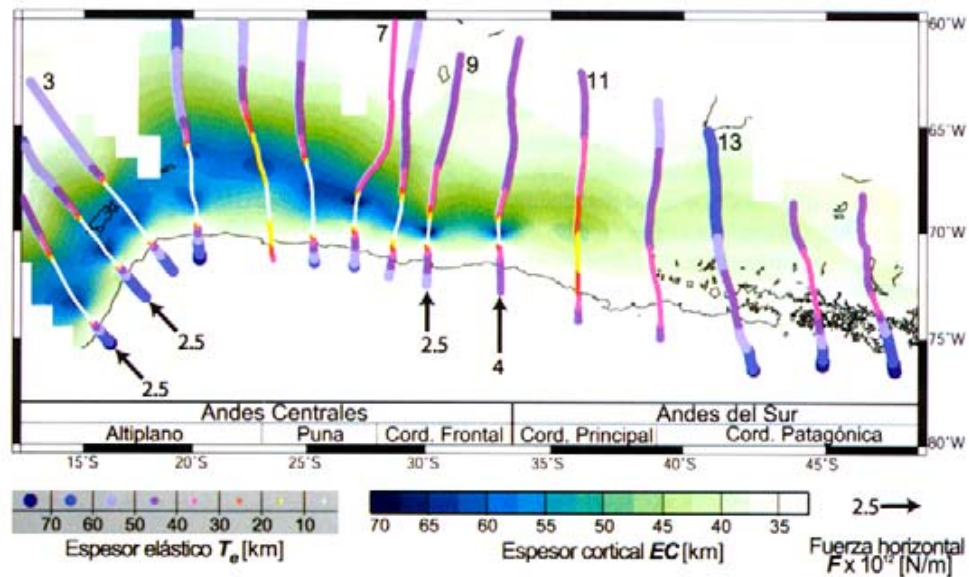 60°W
7
3
9
11
65°W
13
70°W
2.5
2.5
2.5
4
75°W
Andes Centrales
Andes del Sur
Altiplano
Puna
Cord. Frontal
Cord. Principal
Cord. Patagónica
80°W
15°S
20°S
25°S
30°S
35°S
40°S
45°S
70 60 50 40 30 20 10
Espesor elástico Te [km]
70 65 60 55 50 45 40 35
Espesor cortical EC [km]
2.5
Fuerza horizontal
F x 10¹² [N/m]